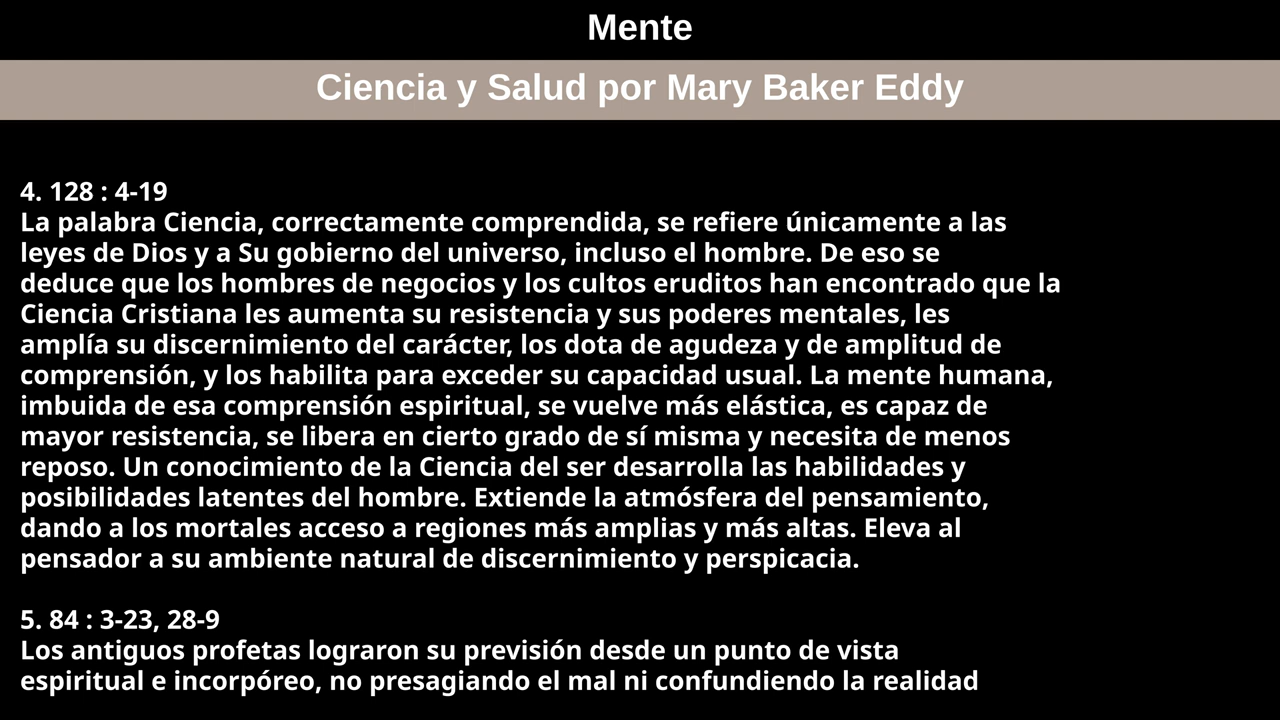 Mente
Ciencia y Salud por Mary Baker Eddy
4. 128 : 4-19
La palabra Ciencia, correctamente comprendida, se refiere únicamente a las
leyes de Dios y a Su gobierno del universo, incluso el hombre. De eso se
deduce que los hombres de negocios y los cultos eruditos han encontrado que la
Ciencia Cristiana les aumenta su resistencia y sus poderes mentales, les
amplía su discernimiento del carácter, los dota de agudeza y de amplitud de
comprensión, y los habilita para exceder su capacidad usual. La mente humana,
imbuida de esa comprensión espiritual, se vuelve más elástica, es capaz de
mayor resistencia, se libera en cierto grado de sí misma y necesita de menos
reposo. Un conocimiento de la Ciencia del ser desarrolla las habilidades y
posibilidades latentes del hombre. Extiende la atmósfera del pensamiento,
dando a los mortales acceso a regiones más amplias y más altas. Eleva al
pensador a su ambiente natural de discernimiento y perspicacia.
5. 84 : 3-23, 28-9
Los antiguos profetas lograron su previsión desde un punto de vista
espiritual e incorpóreo, no presagiando el mal ni confundiendo la realidad